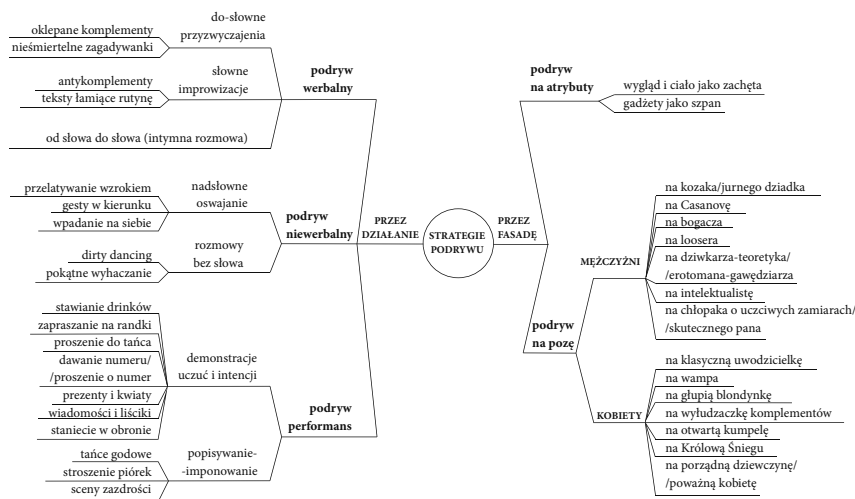 do-słowne
przyzwyczajenia
oklepane komplementy
nieśmiertelne zagadywanki
słowne
improwizacje
antykomplementy
teksty łamiące rutynę
od słowa do słowa (intymna rozmowa)
podryw
werbalny
nadsłowne
oswajanie
przelatywanie wzrokiem
gesty w kierunku
wpadanie na siebie
rozmowy
bez słowa
dirty dancing
pokątne wyhaczanie
podryw
niewerbalny
stawianie drinków
zapraszanie na randki
proszenie do tańca
dawanie numeru/
/proszenie o numer
prezenty i kwiaty
wiadomości i liściki
staniecie w obronie
demonstracje
uczuć i intencji
tańce godowe
stroszenie piórek
sceny zazdrości
popisywanie-
-imponowanie
podryw
performans
PRZEZ
DZIAŁANIE
STRATEGIE
PODRYWU
PRZEZ
FASADĘ
podryw
na atrybuty
wygląd i ciało jako zachęta
gadżety jako szpan
podryw
na pozę
MĘŻCZYŹNI
na kozaka/jurnego dziadka
na Casanovę
na bogacza
na loosera
na dziwkarza-teoretyka/
/erotomana-gawędziarza
na intelektualistę
na chłopaka o uczciwych zamiarach/
/skutecznego pana
KOBIETY
na klasyczną uwodzicielkę
na wampa
na głupią blondynkę
na wyłudzaczkę komplementów
na otwartą kumpelę
na Królową Śniegu
na porządną dziewczynę/
/poważną kobietę